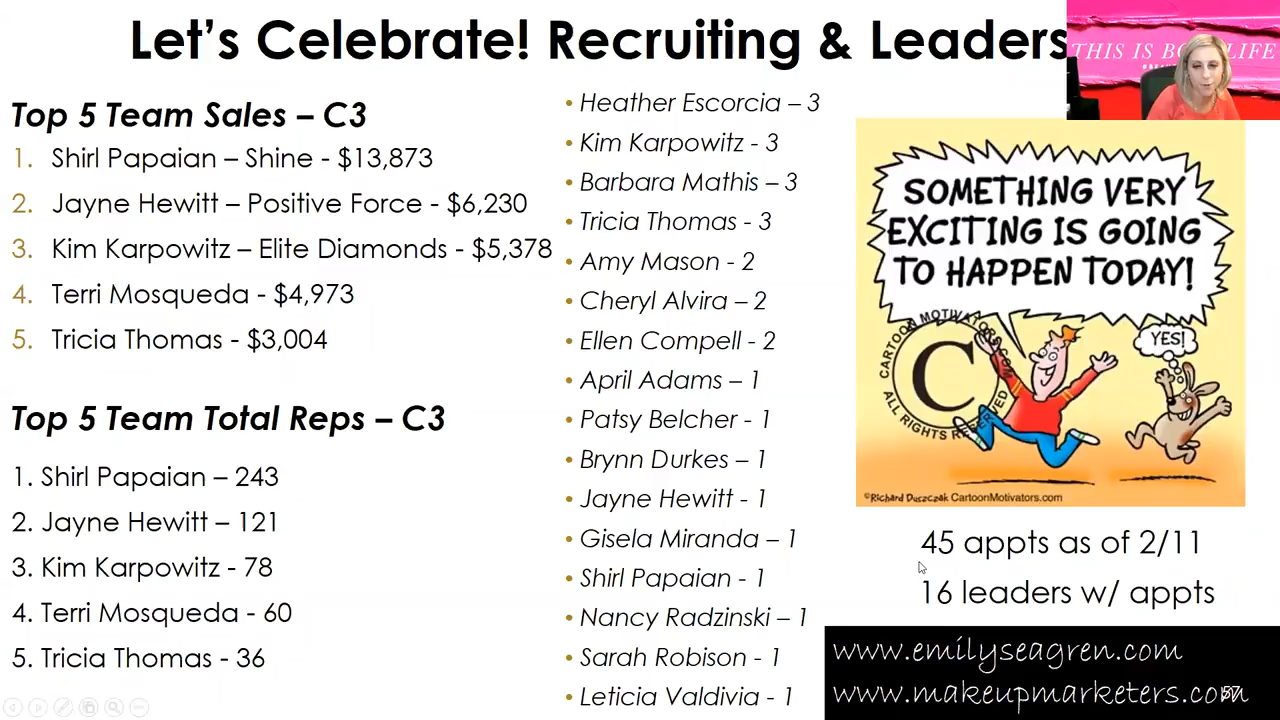 Let's Celebrate! Recruiting & Leaders
Top 5 Team Sales – C3
1. Shirl Papaian – Shine - $13,873
2. Jayne Hewitt – Positive Force - $6,230
3. Kim Karpowitz – Elite Diamonds - $5,378
4. Terri Mosqueda - $4,973
5. Tricia Thomas - $3,004
Top 5 Team Total Reps – C3
1. Shirl Papaian – 243
2. Jayne Hewitt – 121
3. Kim Karpowitz - 78
4. Terri Mosqueda - 60
5. Tricia Thomas - 36
• Heather Escorcia – 3
• Kim Karpowitz - 3
• Barbara Mathis – 3
• Tricia Thomas - 3
• Amy Mason - 2
• Cheryl Alvira – 2
• Ellen Compell - 2
• April Adams – 1
• Patsy Belcher - 1
• Brynn Durkes – 1
• Jayne Hewitt - 1
• Gisela Miranda – 1
• Shirl Papaian - 1
• Nancy Radzinski – 1
• Sarah Robison - 1
• Leticia Valdivia - 1
THIS IS LIFE
SOMETHING VERY
EXCITING IS GOING
TO HAPPEN TODAY!
YES!
CARTOON MOTIVATORS
C
ALL RIGHTS RESERVED
©Richard Duszczak CartoonMotivators.com
45 appts as of 2/11
16 leaders w/ appts
www.emilyseagren.com
www.makeupmarketers.com